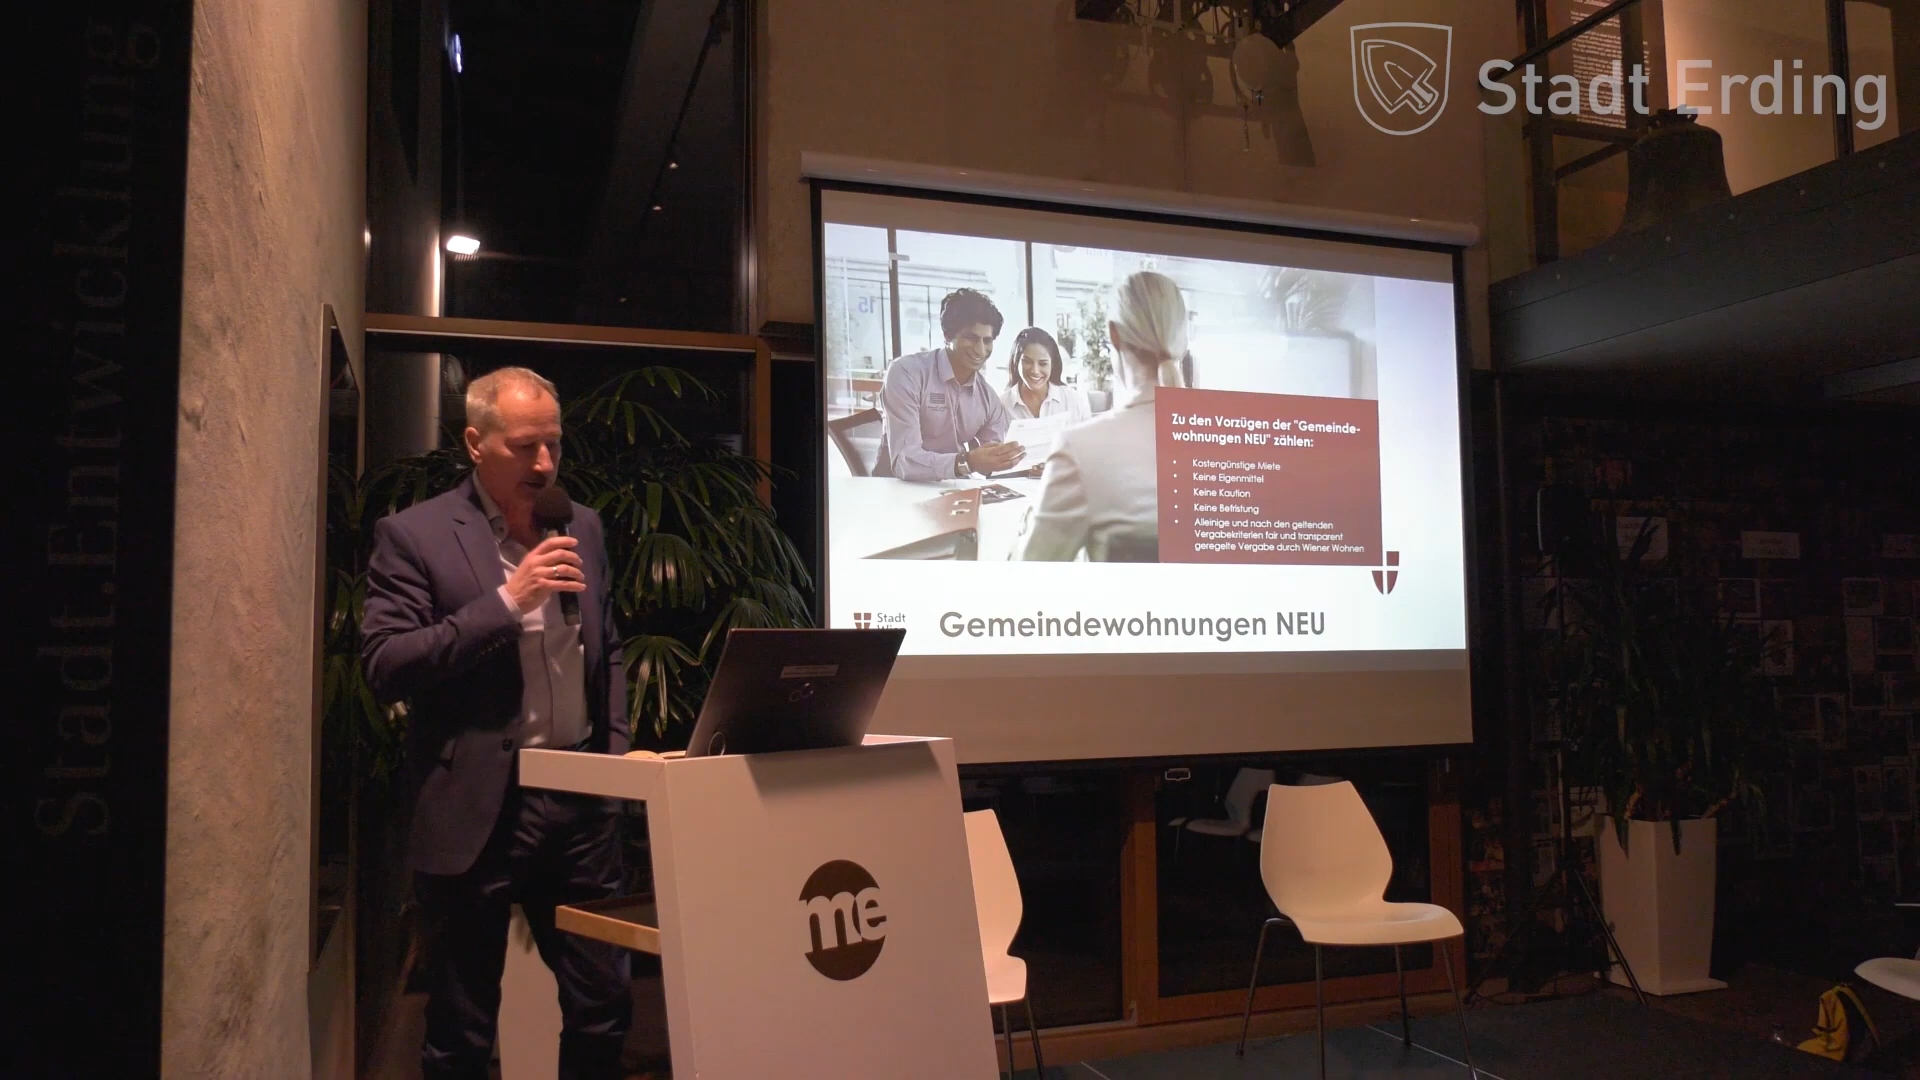 Stadt Erding
Stadt.Entwicklung
15
Zu den Vorzügen der "Gemeinde-
wohnungen NEU" zählen:
• Kostengünstige Miete
• Keine Eigenmittel
• Keine Kaution
• Keine Befristung
• Alleinige und nach den geltenden
Vergabekriterien fair und transparent
geregelte Vergabe durch Wiener Wohnen
Stadt
Gemeindewohnungen NEU
me